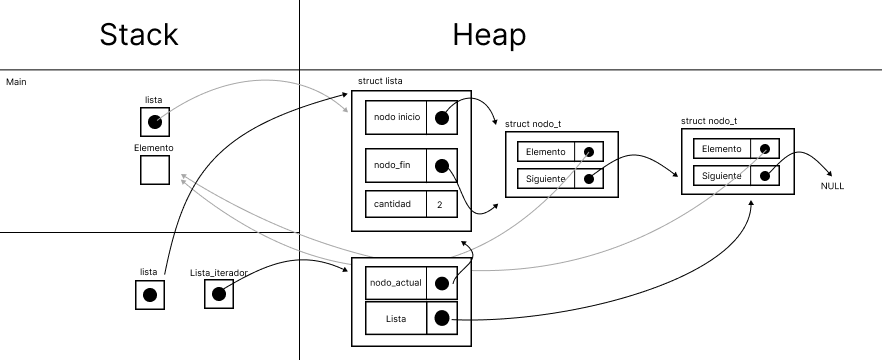 Stack
Heap
Main
lista
Elemento
struct lista
nodo inicio
nodo_fin
cantidad
2
struct nodo_t
Elemento
Siguiente
struct nodo_t
Elemento
Siguiente
NULL
lista
Lista_iterador
nodo_actual
Lista